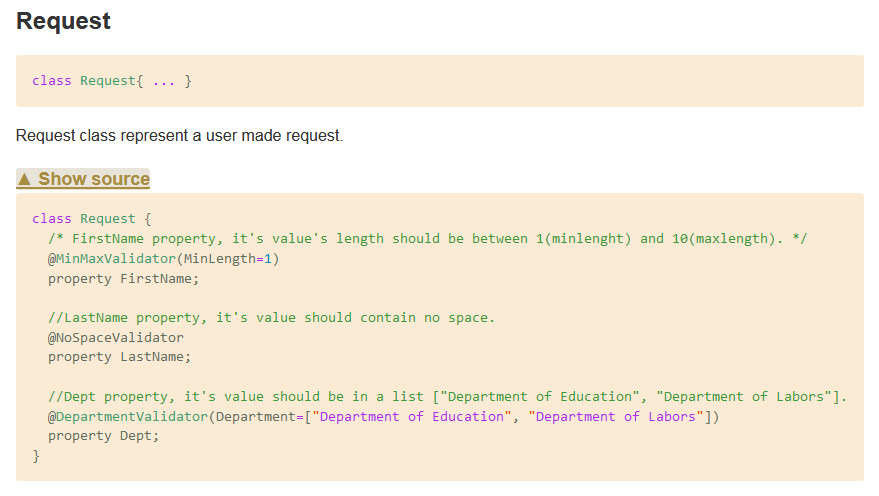 Request
class Request{ ... }
Request class represent a user made request.
▲ Show source
class Request {
/* FirstName property, it's value's length should be between 1(minlenght) and 10(maxlength). */
@MinMaxValidator(MinLength=1)
property FirstName;
//LastName property, it's value should contain no space.
@NoSpaceValidator
property LastName;
//Dept property, it's value should be in a list ["Department of Education", "Department of Labors"].
@DepartmentValidator(Department=["Department of Education", "Department of Labors"])
property Dept;
}